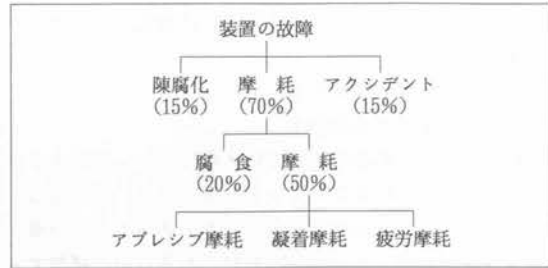 装置の故障
陳腐化 摩耗 アクシデント
(15%) (70%) (15%)
腐食 摩耗
(20%) (50%)
アブレシブ摩耗 凝着摩耗 疲労摩耗